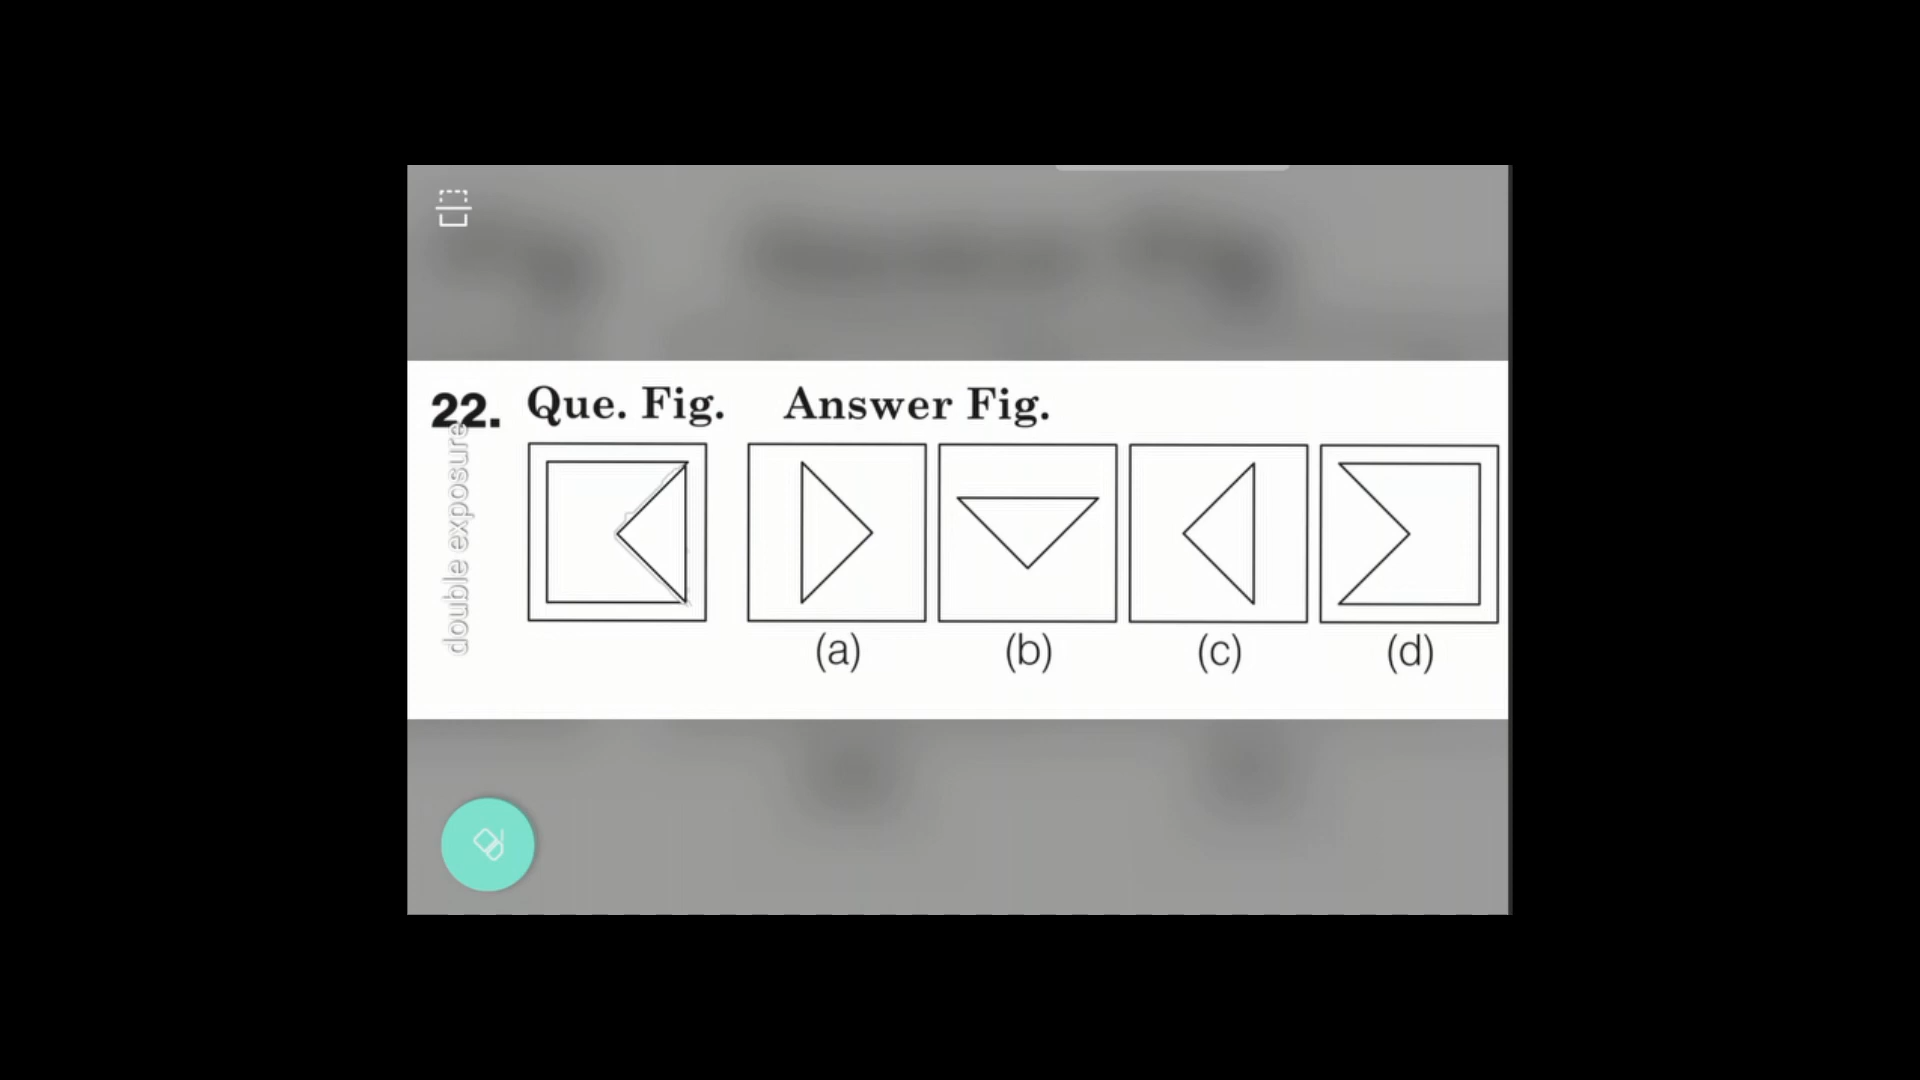 22. Que. Fig. Answer Fig.
double exposure
(a) (b) (c) (d)